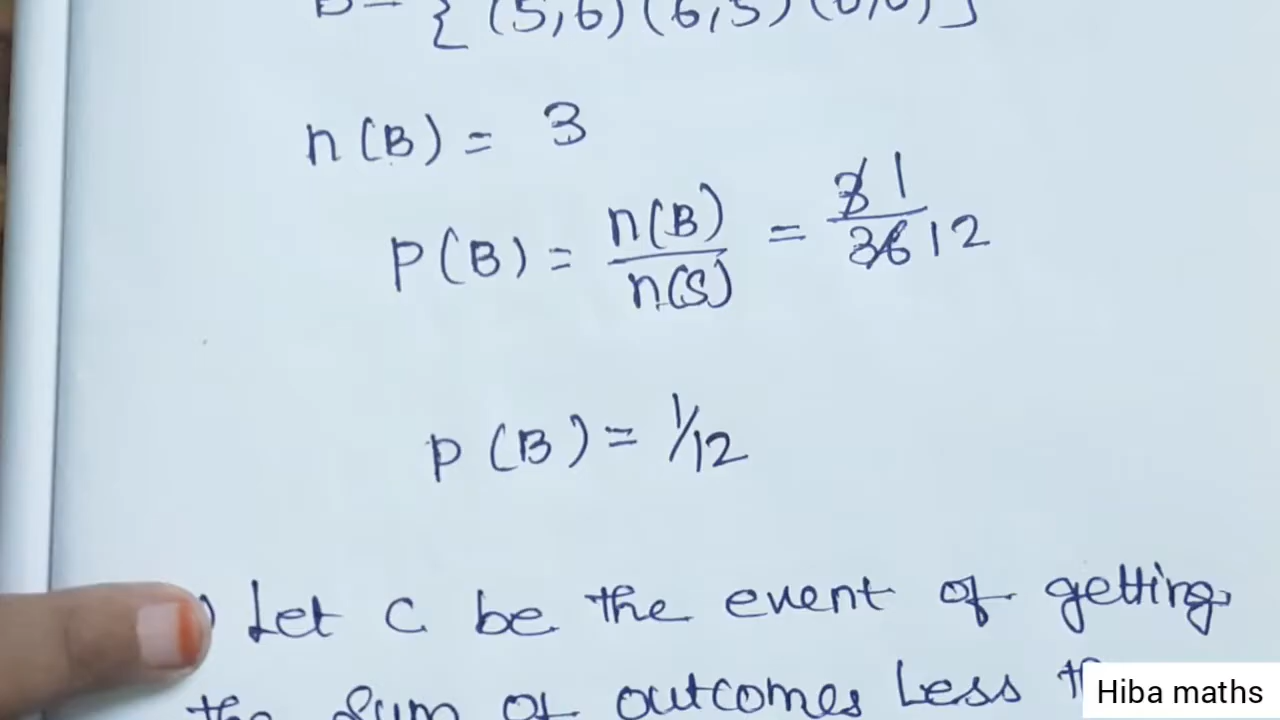 B = { (5,6) (6,5) (6,6) }
n(B) = 3
P(B) = n(B)/n(S) = 3 1/36 12
P(B) = 1/12
) Let C be the event of getting
the Sum of outcomes Less
Hiba maths